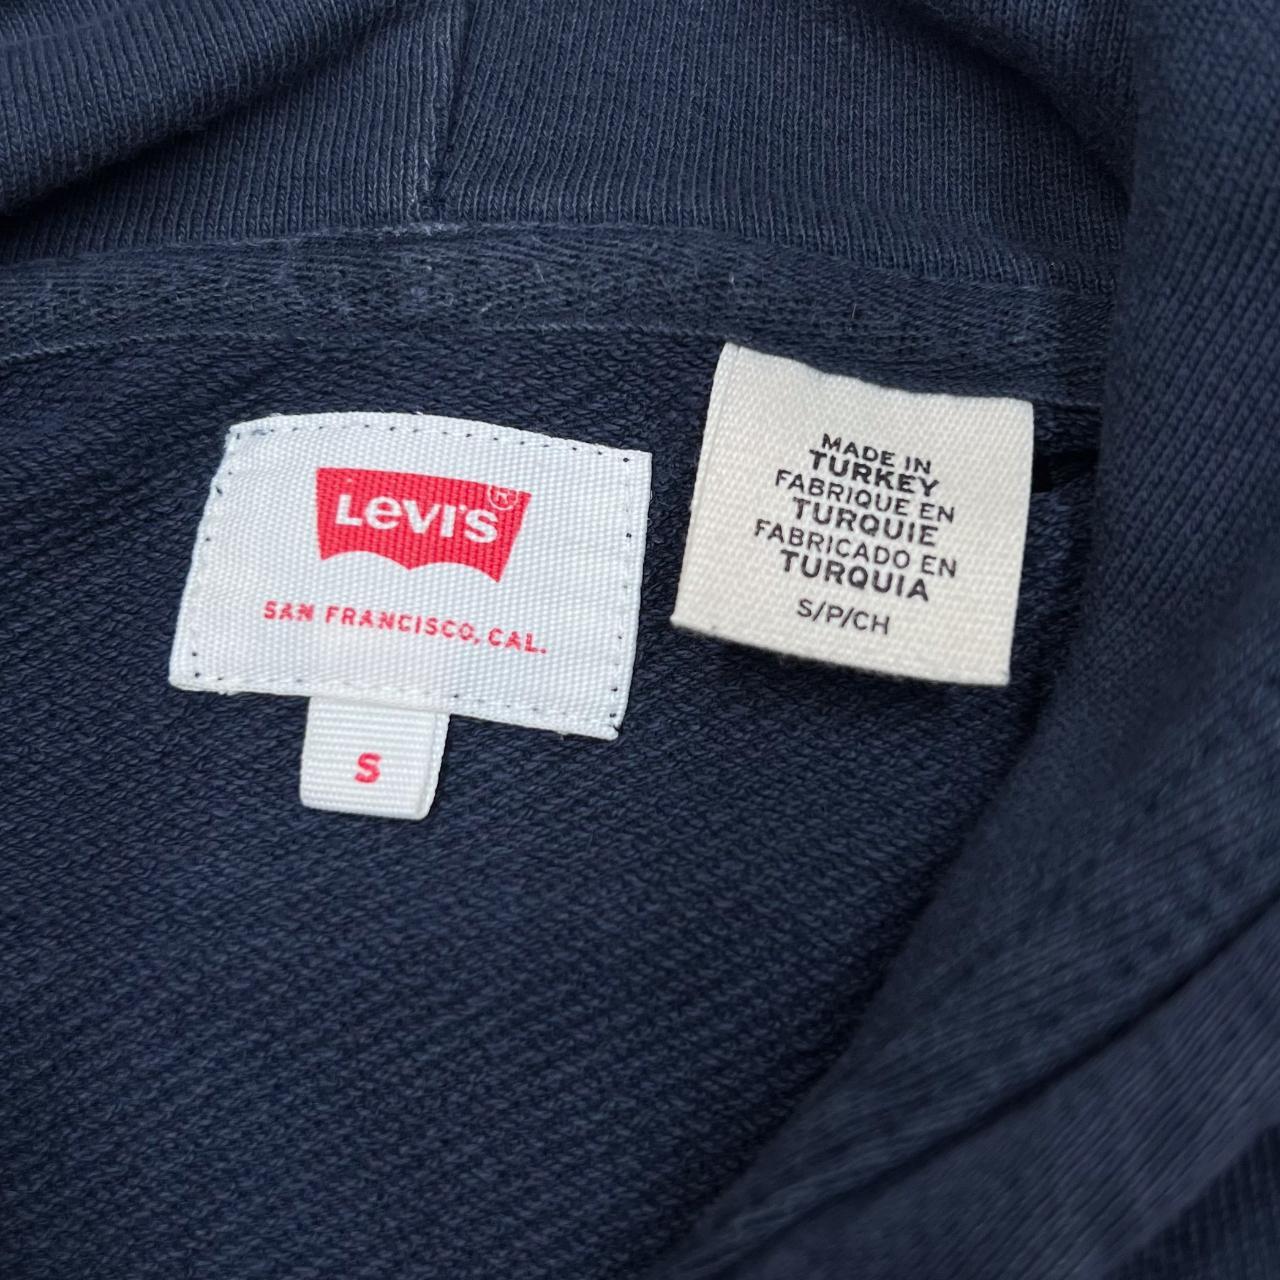 LEVI'S
SAN FRANCISCO, CAL.
S
MADE IN
TURKEY
FABRIQUE EN
TURQUIE
FABRICADO EN
TURQUIA
S/P/CH